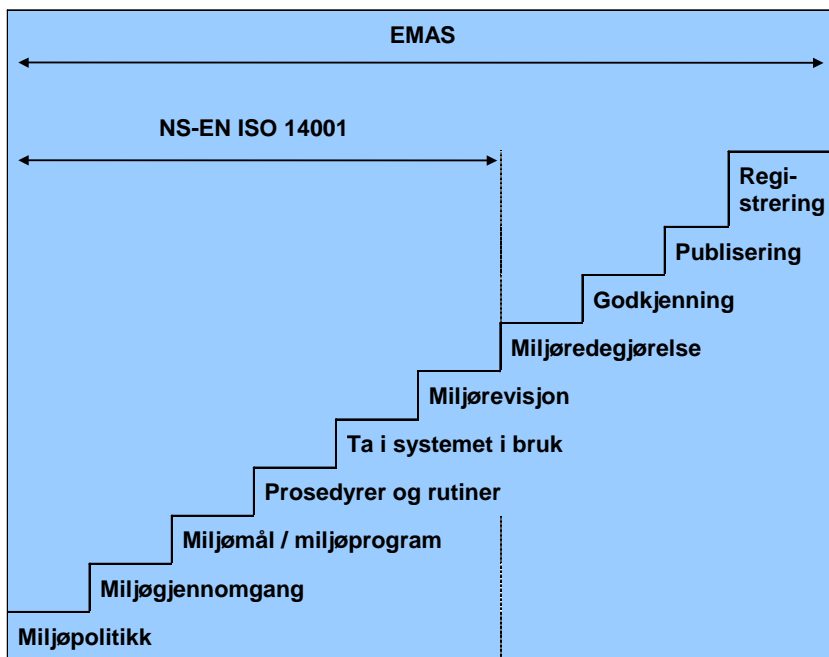 EMAS
NS-EN ISO 14001
Regi-
strering
Publisering
Godkjenning
Miljøredegjørelse
Miljørevisjon
Ta i systemet i bruk
Prosedyrer og rutiner
Miljømål / miljøprogram
Miljøgjennomgang
Miljøpolitikk